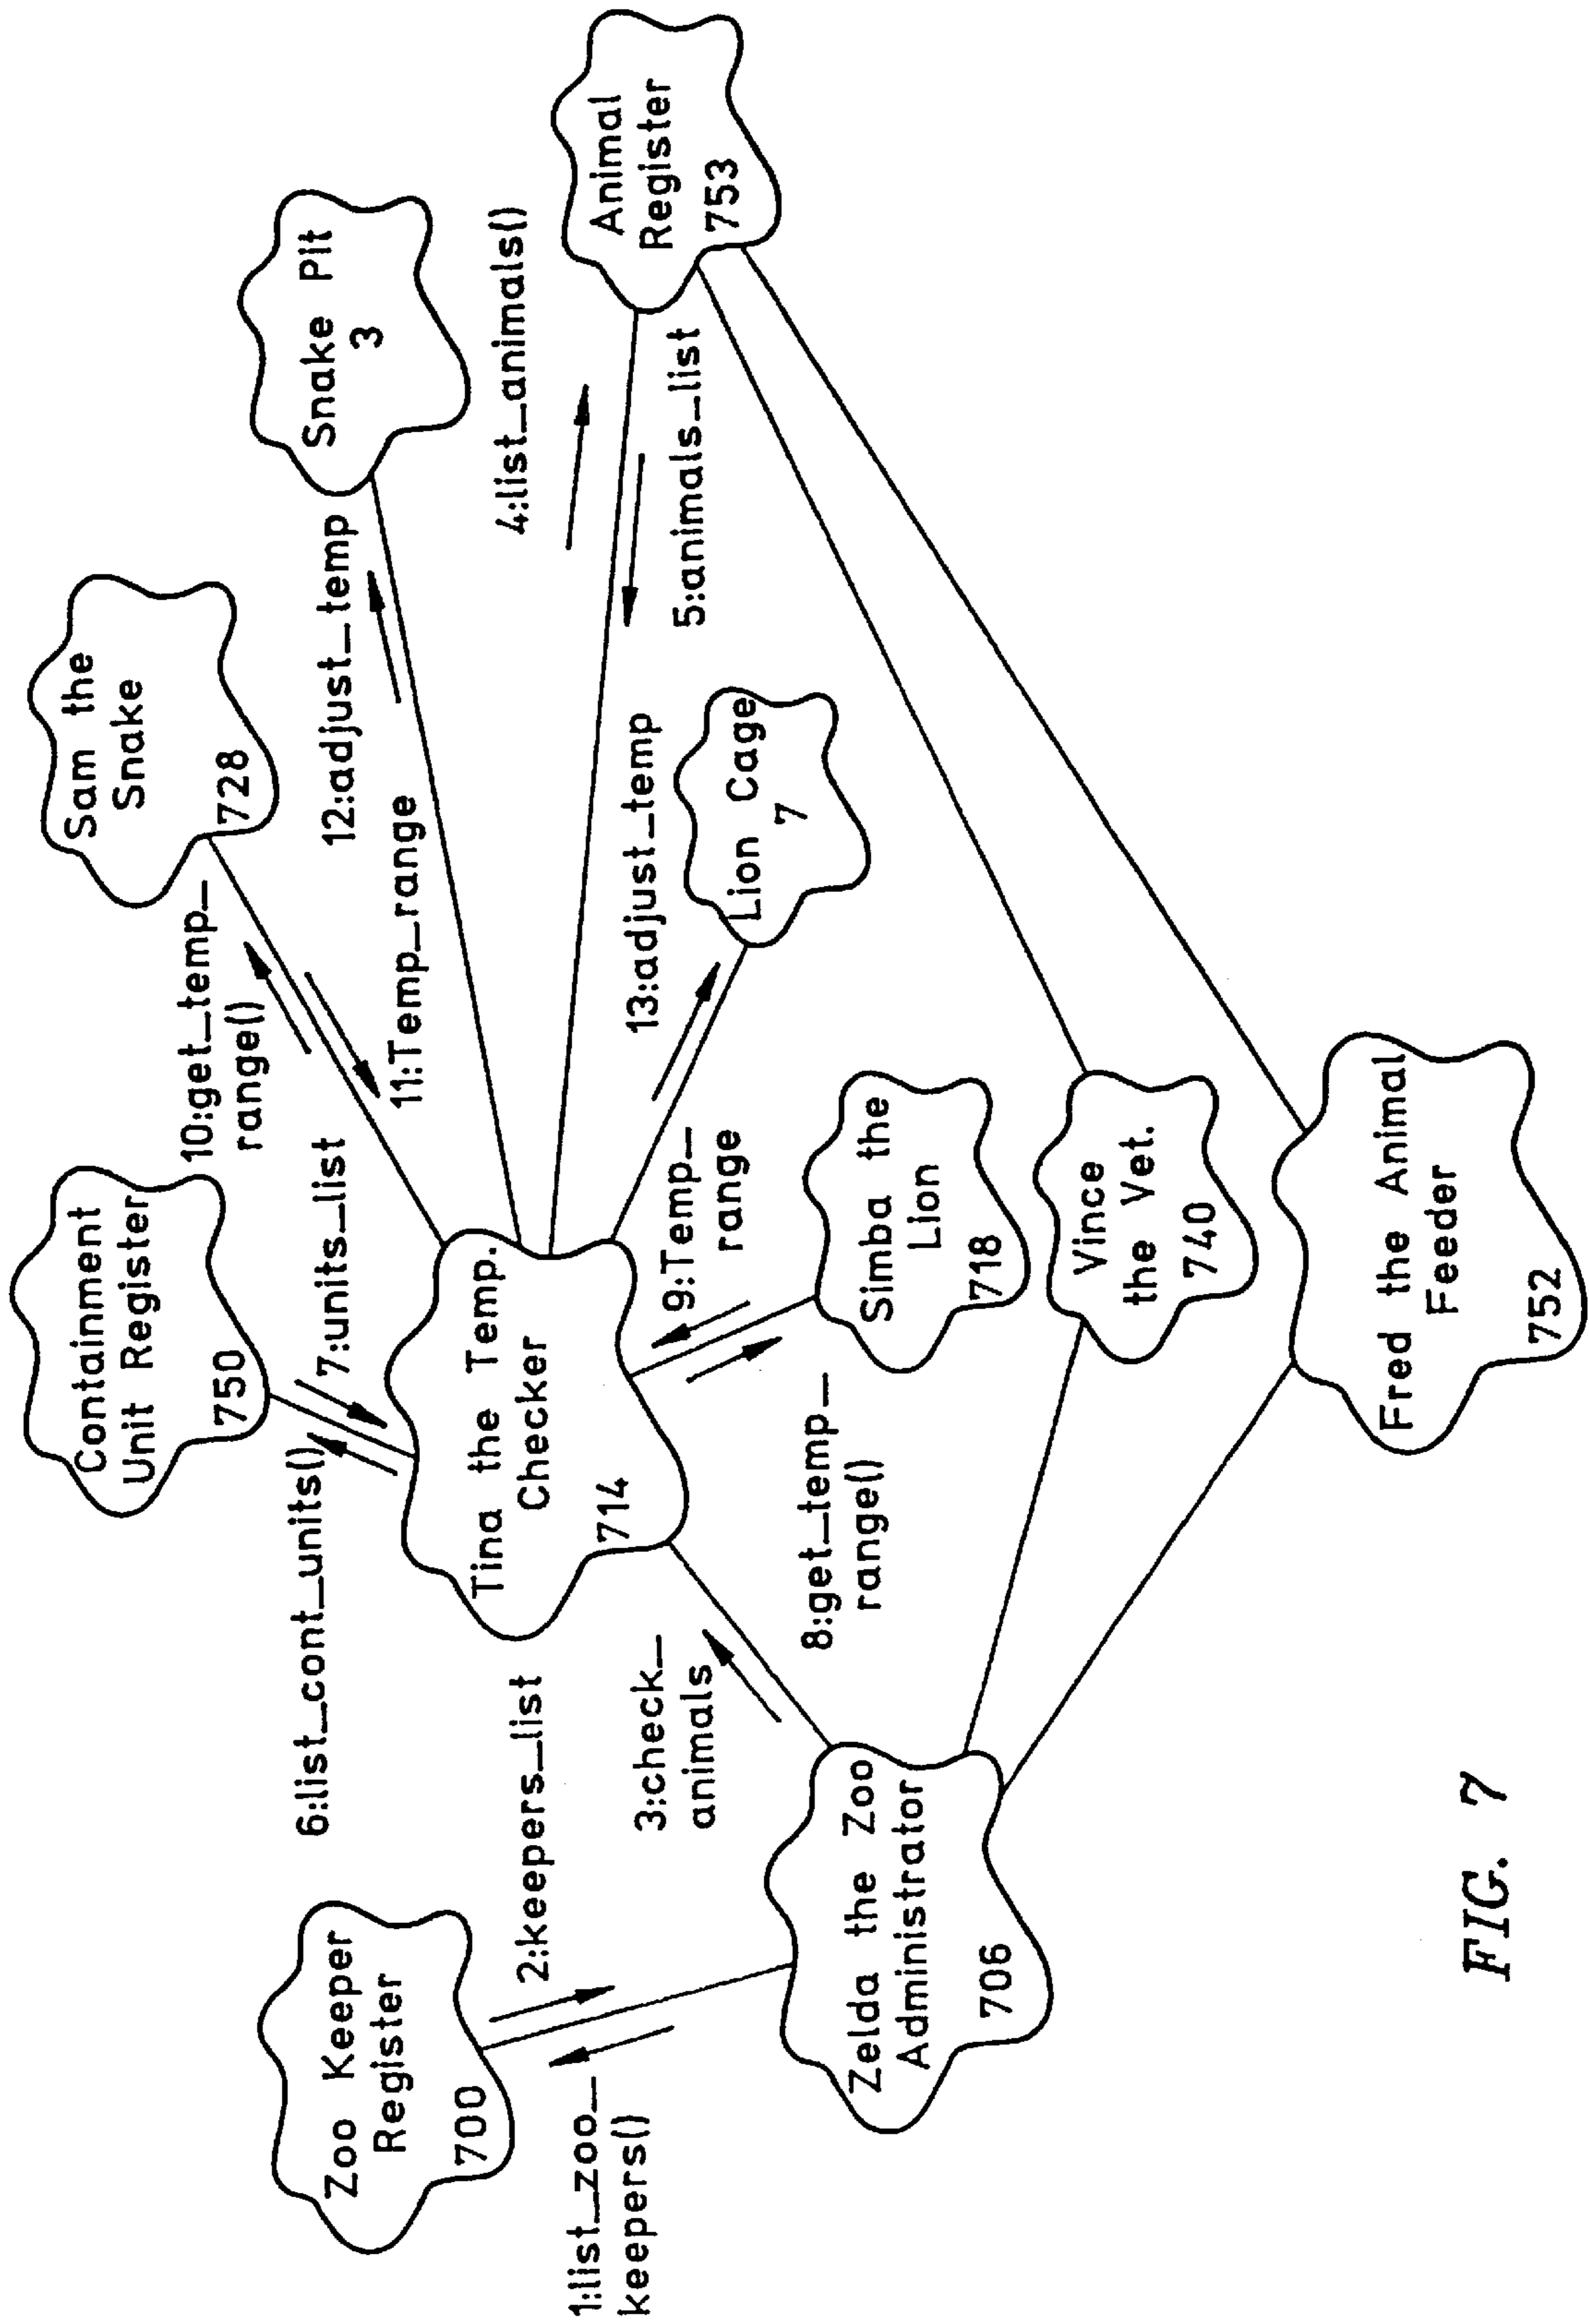 Containment
Unit Register
750
Sam the
Snake
728
Snake Pit
3
Animal
Register
753
Zoo Keeper
Register
700
6:list_cont_units()
7:units_list
10:get_temp_
range()
11:Temp_range
12:adjust_temp
4:list_animals()
5:animals_list
1:list_zoo_
keepers()
2:keepers_list
Tina the Temp.
Checker
714
13:adjust_temp
Lion Cage
7
3:check_
animals
9:Temp_
range
8:get_temp_
range()
Simba the
Lion
718
Zelda the Zoo
Administrator
706
Vince
the Vet.
740
Fred the Animal
Feeder
752
FIG. 7